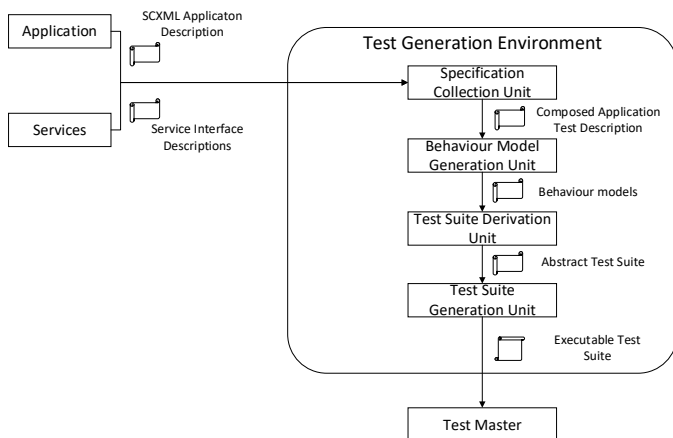 SCXML Applicaton
Description
Application
Test Generation Environment
Specification
Collection Unit
Services
Service Interface
Descriptions
Composed Application
Test Description
Behaviour Model
Generation Unit
Behaviour models
Test Suite Derivation
Unit
Abstract Test Suite
Test Suite
Generation Unit
Executable Test
Suite
Test Master